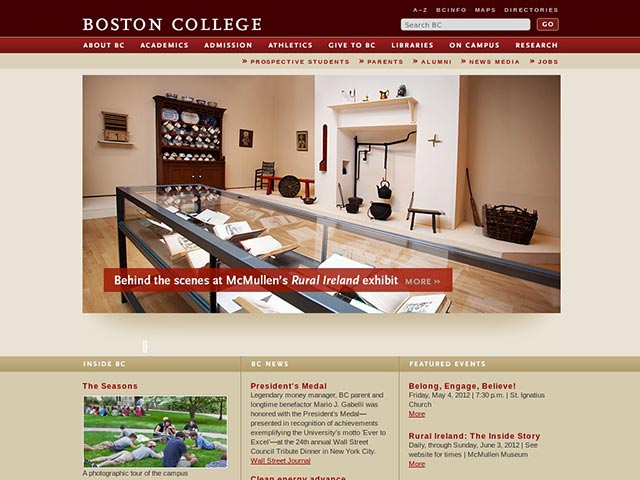 A–Z BCINFO MAPS DIRECTORIES
BOSTON COLLEGE
Search BC GO
ABOUT BC ACADEMICS ADMISSION ATHLETICS GIVE TO BC LIBRARIES ON CAMPUS RESEARCH
» PROSPECTIVE STUDENTS » PARENTS » ALUMNI » NEWS MEDIA » JOBS
Behind the scenes at McMullen's Rural Ireland exhibit MORE »
INSIDE BC
The Seasons
A photographic tour of the campus
BC NEWS
President's Medal
Legendary money manager, BC parent and
longtime benefactor Mario J. Gabelli was
honored with the President's Medal—
presented in recognition of achievements
exemplifying the University's motto 'Ever to
Excel'—at the 24th annual Wall Street
Council Tribute Dinner in New York City.
Wall Street Journal
Clean energy advance
FEATURED EVENTS
Belong, Engage, Believe!
Friday, May 4, 2012 | 7:30 p.m. | St. Ignatius
Church
More
Rural Ireland: The Inside Story
Daily, through Sunday, June 3, 2012 | See
website for times | McMullen Museum
More